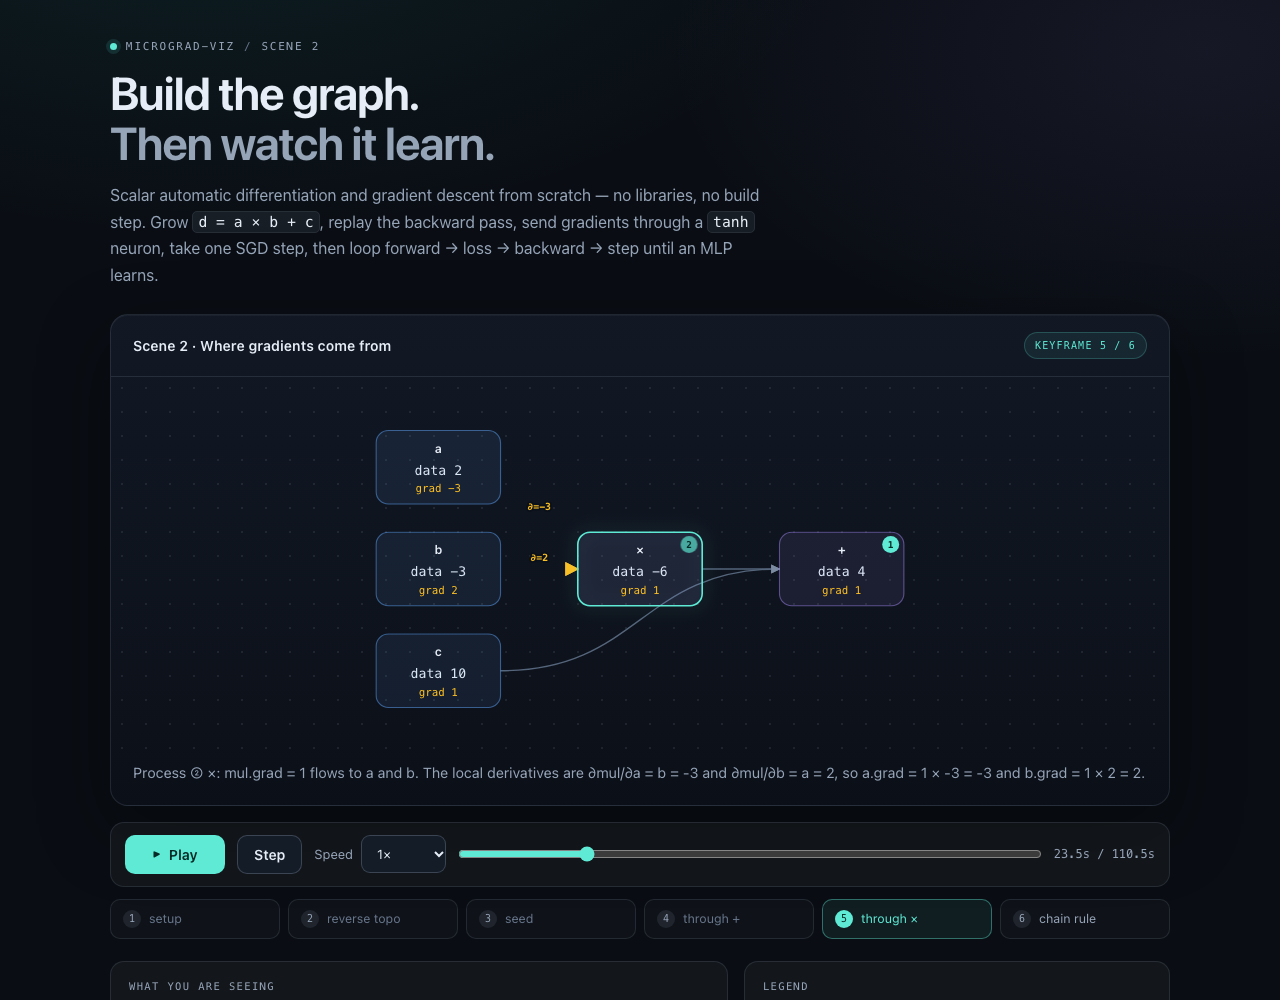 MICROGRAD-VIZ / SCENE 2
Build the graph.
Then watch it learn.
Scalar automatic differentiation and gradient descent from scratch — no libraries, no build
step. Grow d = a × b + c, replay the backward pass, send gradients through a tanh
neuron, take one SGD step, then loop forward → loss → backward → step until an MLP
learns.
Scene 2 · Where gradients come from
KEYFRAME 5 / 6
a
data 2
grad −3
∂=−3
b
data −3
grad 2
∂=2
×
2
data −6
grad 1
+
1
data 4
grad 1
c
data 10
grad 1
Process ② ×: mul.grad = 1 flows to a and b. The local derivatives are ∂mul/∂a = b = -3 and ∂mul/∂b = a = 2, so a.grad = 1 × -3 = -3 and b.grad = 1 × 2 = 2.
▶ Play
Step
Speed
1×
23.5s / 110.5s
1 setup
2 reverse topo
3 seed
4 through +
5 through ×
6 chain rule
WHAT YOU ARE SEEING
LEGEND